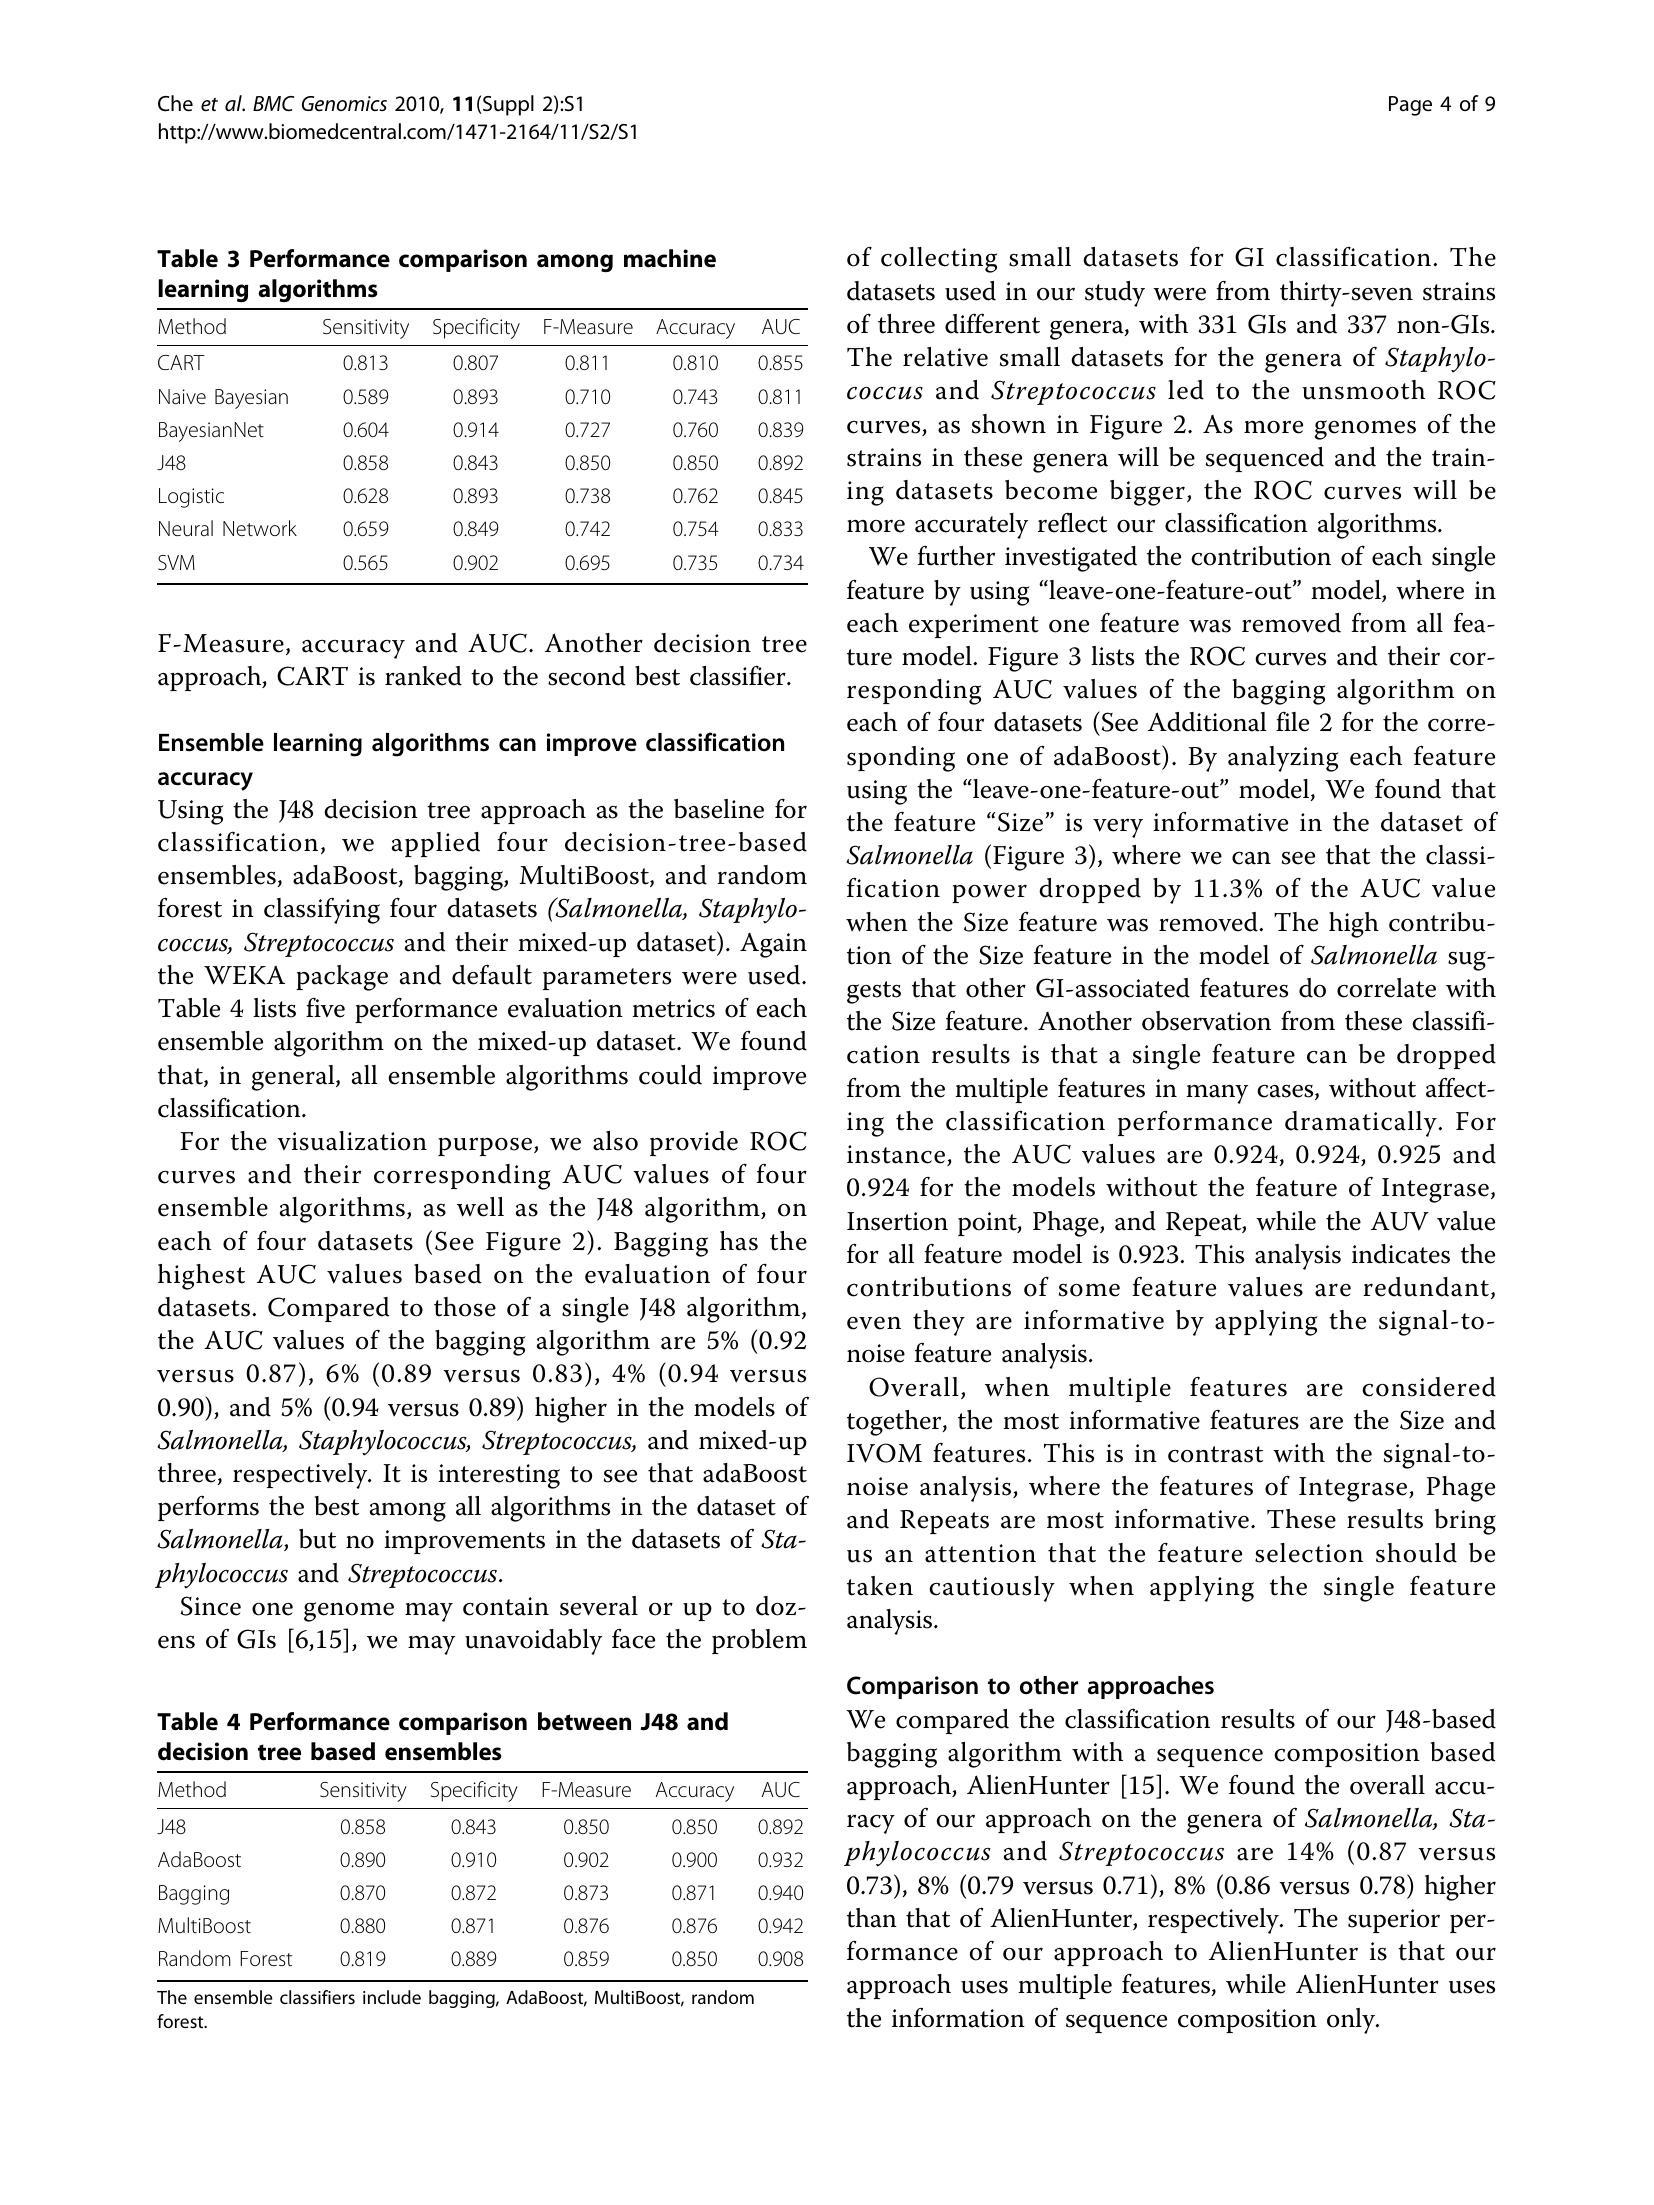 Che et al. BMC Genomics 2010, 11(Suppl 2):S1
http://www.biomedcentral.com/1471-2164/11/S2/S1
Page 4 of 9
Table 3 Performance comparison among machine
learning algorithms
Method Sensitivity Specificity F-Measure Accuracy AUC
CART 0.813 0.807 0.811 0.810 0.855
Naive Bayesian 0.589 0.893 0.710 0.743 0.811
BayesianNet 0.604 0.914 0.727 0.760 0.839
J48 0.858 0.843 0.850 0.850 0.892
Logistic 0.628 0.893 0.738 0.762 0.845
Neural Network 0.659 0.849 0.742 0.754 0.833
SVM 0.565 0.902 0.695 0.735 0.734
F-Measure, accuracy and AUC. Another decision tree
approach, CART is ranked to the second best classifier.
Ensemble learning algorithms can improve classification
accuracy
Using the J48 decision tree approach as the baseline for
classification, we applied four decision-tree-based
ensembles, adaBoost, bagging, MultiBoost, and random
forest in classifying four datasets (Salmonella, Staphylo-
coccus, Streptococcus and their mixed-up dataset). Again
the WEKA package and default parameters were used.
Table 4 lists five performance evaluation metrics of each
ensemble algorithm on the mixed-up dataset. We found
that, in general, all ensemble algorithms could improve
classification.
For the visualization purpose, we also provide ROC
curves and their corresponding AUC values of four
ensemble algorithms, as well as the J48 algorithm, on
each of four datasets (See Figure 2). Bagging has the
highest AUC values based on the evaluation of four
datasets. Compared to those of a single J48 algorithm,
the AUC values of the bagging algorithm are 5% (0.92
versus 0.87), 6% (0.89 versus 0.83), 4% (0.94 versus
0.90), and 5% (0.94 versus 0.89) higher in the models of
Salmonella, Staphylococcus, Streptococcus, and mixed-up
three, respectively. It is interesting to see that adaBoost
performs the best among all algorithms in the dataset of
Salmonella, but no improvements in the datasets of Sta-
phylococcus and Streptococcus.
Since one genome may contain several or up to doz-
ens of GIs [6,15], we may unavoidably face the problem
Table 4 Performance comparison between J48 and
decision tree based ensembles
Method Sensitivity Specificity F-Measure Accuracy AUC
J48 0.858 0.843 0.850 0.850 0.892
AdaBoost 0.890 0.910 0.902 0.900 0.932
Bagging 0.870 0.872 0.873 0.871 0.940
MultiBoost 0.880 0.871 0.876 0.876 0.942
Random Forest 0.819 0.889 0.859 0.850 0.908
The ensemble classifiers include bagging, AdaBoost, MultiBoost, random
forest.
of collecting small datasets for GI classification. The
datasets used in our study were from thirty-seven strains
of three different genera, with 331 GIs and 337 non-GIs.
The relative small datasets for the genera of Staphylo-
coccus and Streptococcus led to the unsmooth ROC
curves, as shown in Figure 2. As more genomes of the
strains in these genera will be sequenced and the train-
ing datasets become bigger, the ROC curves will be
more accurately reflect our classification algorithms.
We further investigated the contribution of each single
feature by using “leave-one-feature-out” model, where in
each experiment one feature was removed from all fea-
ture model. Figure 3 lists the ROC curves and their cor-
responding AUC values of the bagging algorithm on
each of four datasets (See Additional file 2 for the corre-
sponding one of adaBoost). By analyzing each feature
using the “leave-one-feature-out” model, We found that
the feature “Size” is very informative in the dataset of
Salmonella (Figure 3), where we can see that the classi-
fication power dropped by 11.3% of the AUC value
when the Size feature was removed. The high contribu-
tion of the Size feature in the model of Salmonella sug-
gests that other GI-associated features do correlate with
the Size feature. Another observation from these classifi-
cation results is that a single feature can be dropped
from the multiple features in many cases, without affect-
ing the classification performance dramatically. For
instance, the AUC values are 0.924, 0.924, 0.925 and
0.924 for the models without the feature of Integrase,
Insertion point, Phage, and Repeat, while the AUV value
for all feature model is 0.923. This analysis indicates the
contributions of some feature values are redundant,
even they are informative by applying the signal-to-
noise feature analysis.
Overall, when multiple features are considered
together, the most informative features are the Size and
IVOM features. This is in contrast with the signal-to-
noise analysis, where the features of Integrase, Phage
and Repeats are most informative. These results bring
us an attention that the feature selection should be
taken cautiously when applying the single feature
analysis.
Comparison to other approaches
We compared the classification results of our J48-based
bagging algorithm with a sequence composition based
approach, AlienHunter [15]. We found the overall accu-
racy of our approach on the genera of Salmonella, Sta-
phylococcus and Streptococcus are 14% (0.87 versus
0.73), 8% (0.79 versus 0.71), 8% (0.86 versus 0.78) higher
than that of AlienHunter, respectively. The superior per-
formance of our approach to AlienHunter is that our
approach uses multiple features, while AlienHunter uses
the information of sequence composition only.